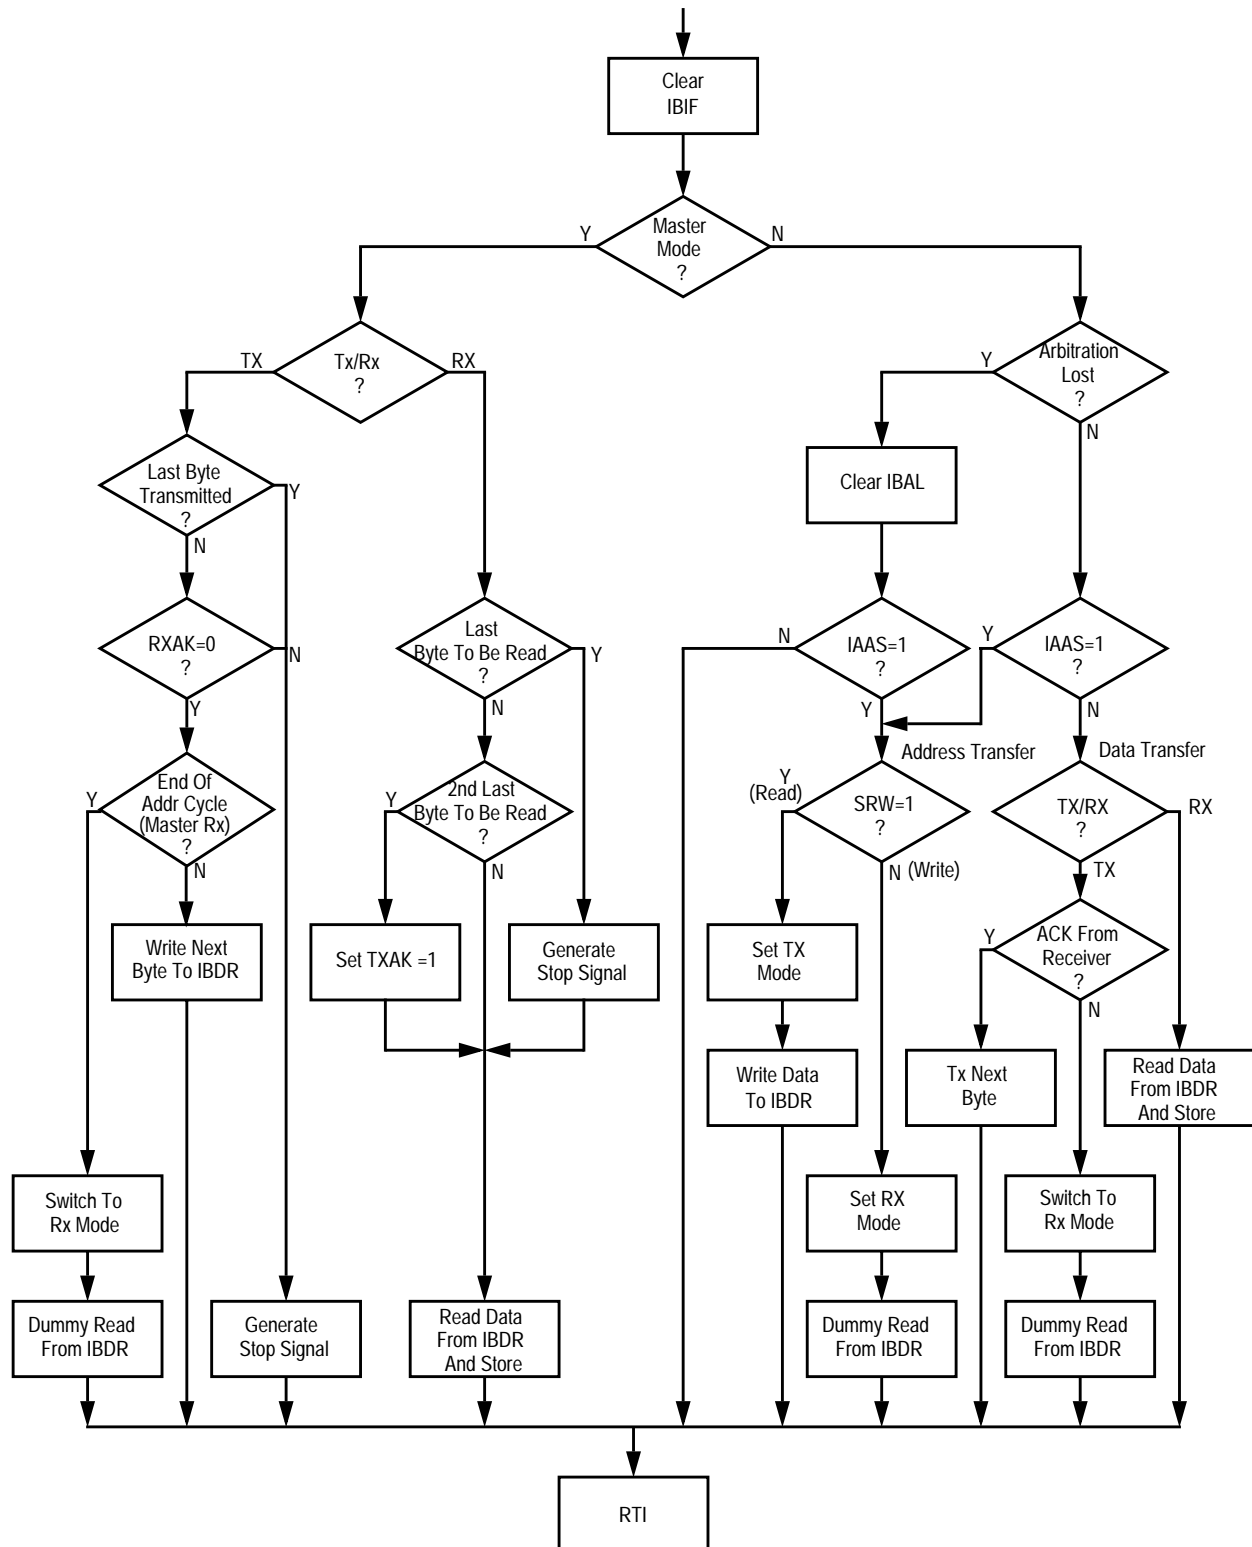 Clear
IBIF
Master
Mode
?
Y
N
Tx/Rx
?
TX
RX
Arbitration
Lost
?
Y
N
Last Byte
Transmitted
?
Y
N
Clear IBAL
RXAK=0
?
N
Y
Last
Byte To Be Read
?
Y
N
IAAS=1
?
N
Y
IAAS=1
?
Y
N
Address Transfer
Data Transfer
End Of
Addr Cycle
(Master Rx)
?
Y
N
2nd Last
Byte To Be Read
?
Y
N
Y
(Read)
SRW=1
?
N (Write)
TX/RX
?
RX
TX
Write Next
Byte To IBDR
Set TXAK =1
Generate
Stop Signal
Set TX
Mode
ACK From
Receiver
?
Y
N
Write Data
To IBDR
Tx Next
Byte
Read Data
From IBDR
And Store
Switch To
Rx Mode
Set RX
Mode
Switch To
Rx Mode
Dummy Read
From IBDR
Generate
Stop Signal
Read Data
From IBDR
And Store
Dummy Read
From IBDR
Dummy Read
From IBDR
RTI